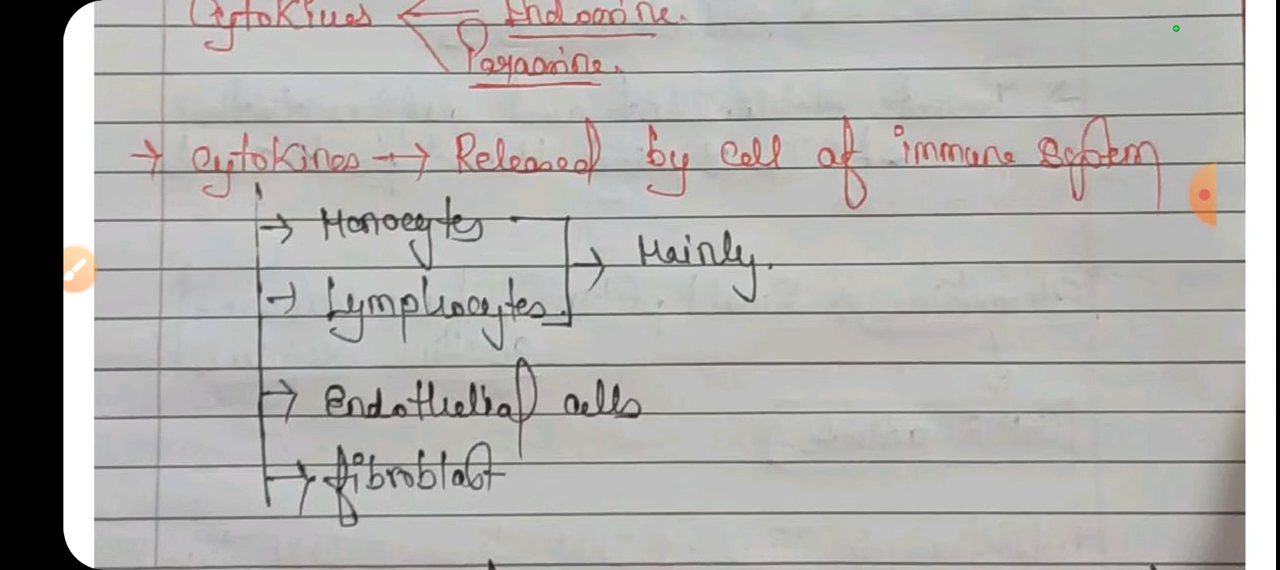 Cytokines ← Endocrine.
Paracrine.
→ Cytokines → Released by cell of immune system
→ Monocytes
→ Mainly.
→ Lymphocytes
→ Endothelial cells
→ fibroblast